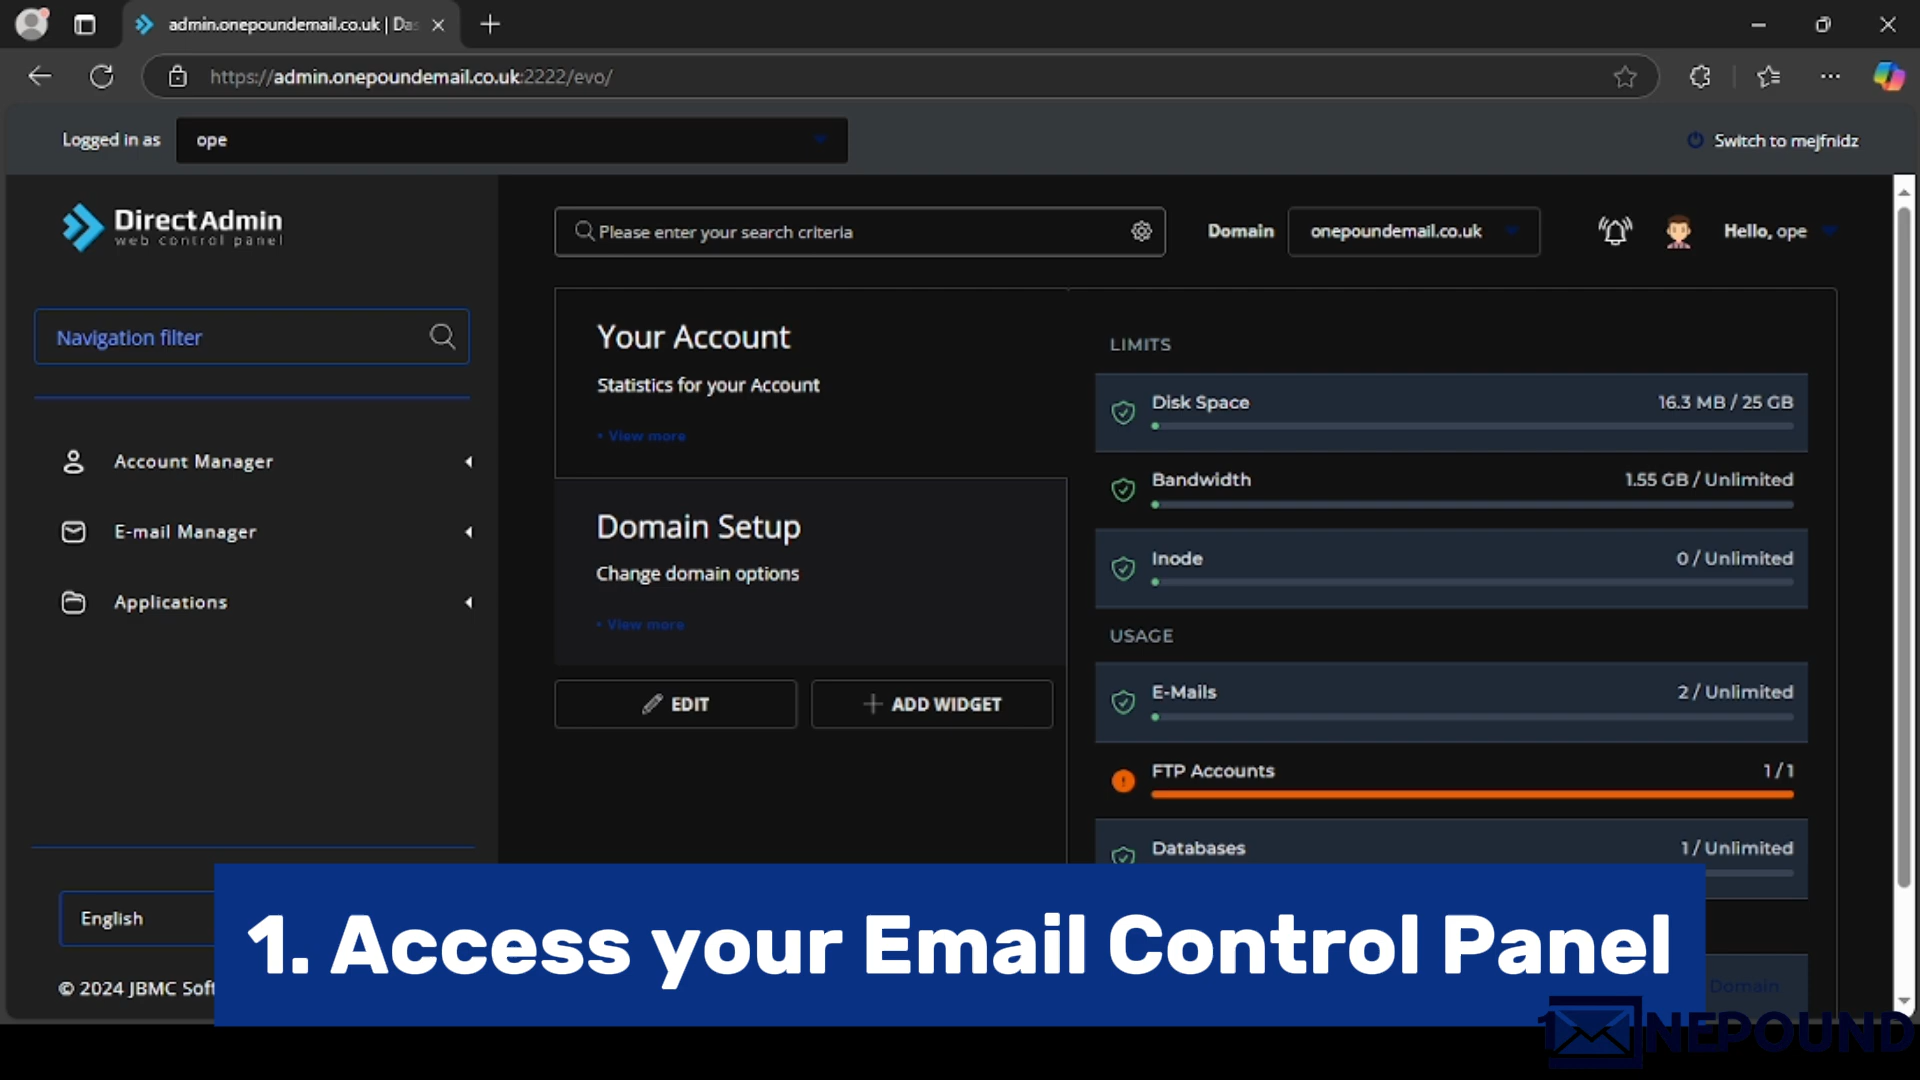 admin.onepoundemail.co.uk | Das
https://admin.onepoundemail.co.uk:2222/evo/
Logged in as
ope
Switch to mejfnidz
DirectAdmin
web control panel
Please enter your search criteria
Domain
onepoundemail.co.uk
Hello, ope
Navigation filter
Account Manager
E-mail Manager
Applications
Your Account
Statistics for your Account
• View more
Domain Setup
Change domain options
• View more
EDIT
ADD WIDGET
LIMITS
Disk Space
16.3 MB / 25 GB
Bandwidth
1.55 GB / Unlimited
Inode
0 / Unlimited
USAGE
E-Mails
2 / Unlimited
FTP Accounts
1 / 1
Databases
1 / Unlimited
English
© 2024 JBMC Soft
1. Access your Email Control Panel
Domain
1NEPOUND